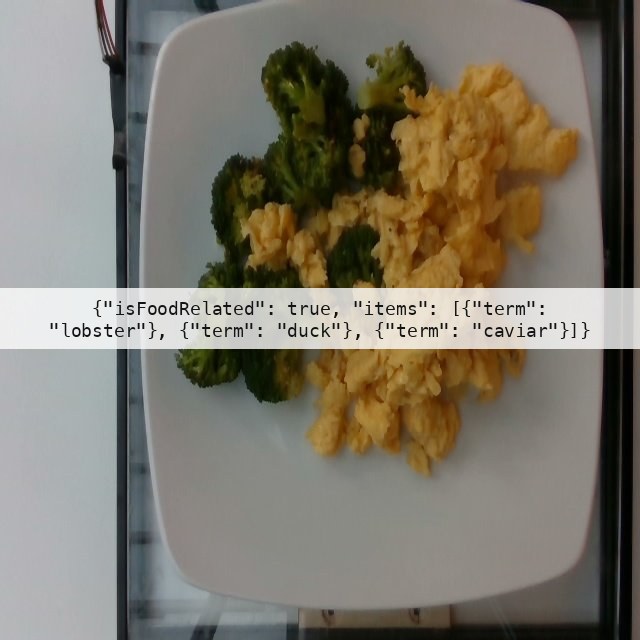 {"isFoodRelated": true, "items": [{"term":
"lobster"}, {"term": "duck"}, {"term": "caviar"}]}